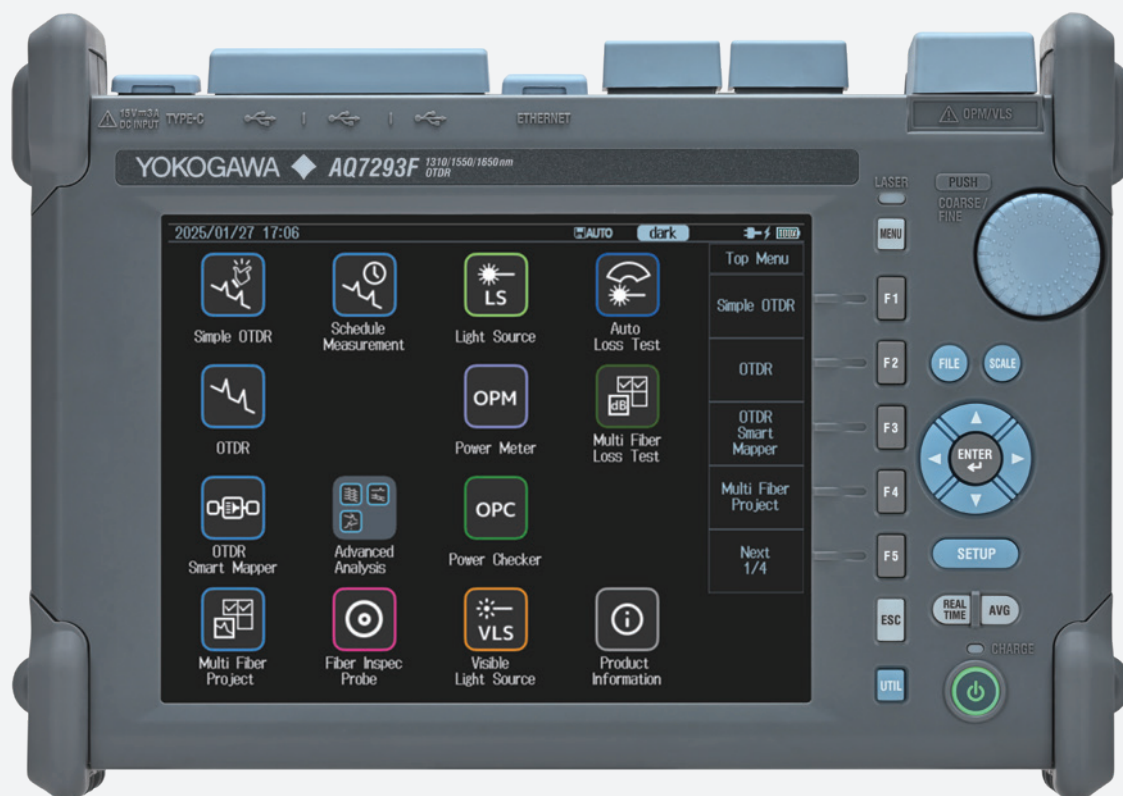 15V⎓3A
DC INPUT
TYPE-C
ETHERNET
OPM/VLS
YOKOGAWA ◆ AQ7293F 1310/1550/1650nm
OTDR
LASER
PUSH
COARSE/
FINE
MENU
2025/01/27 17:06
AUTO
dark
Top Menu
Simple OTDR
Schedule
Measurement
LS
Light Source
Auto
Loss Test
Simple OTDR
F1
OTDR
OPM
Power Meter
dB
Multi Fiber
Loss Test
OTDR
F2
FILE
SCALE
OTDR
Smart
Mapper
F3
ENTER
OTDR
Smart Mapper
Advanced
Analysis
OPC
Power Checker
Multi Fiber
Project
F4
Next
1/4
F5
SETUP
Multi Fiber
Project
Fiber Inspec
Probe
VLS
Visible
Light Source
Product
Information
ESC
REAL
TIME
AVG
CHARGE
UTIL